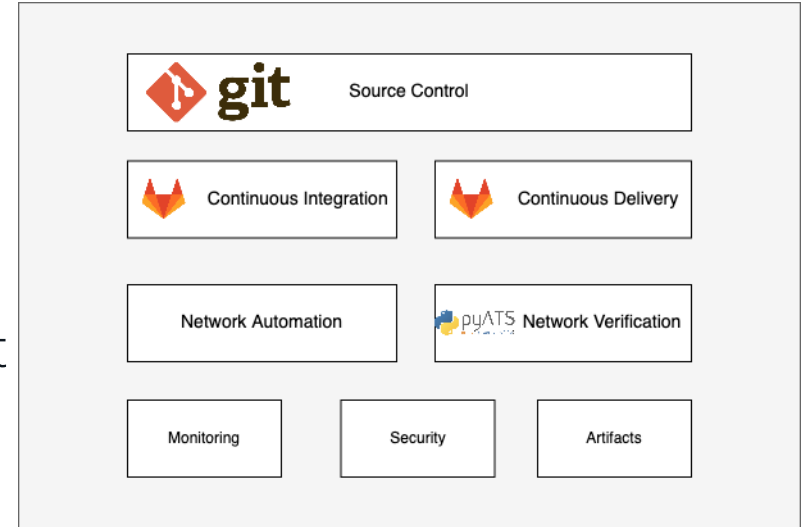 git Source Control
Continuous Integration
Continuous Delivery
Network Automation
pyATS Network Verification
Monitoring
Security
Artifacts